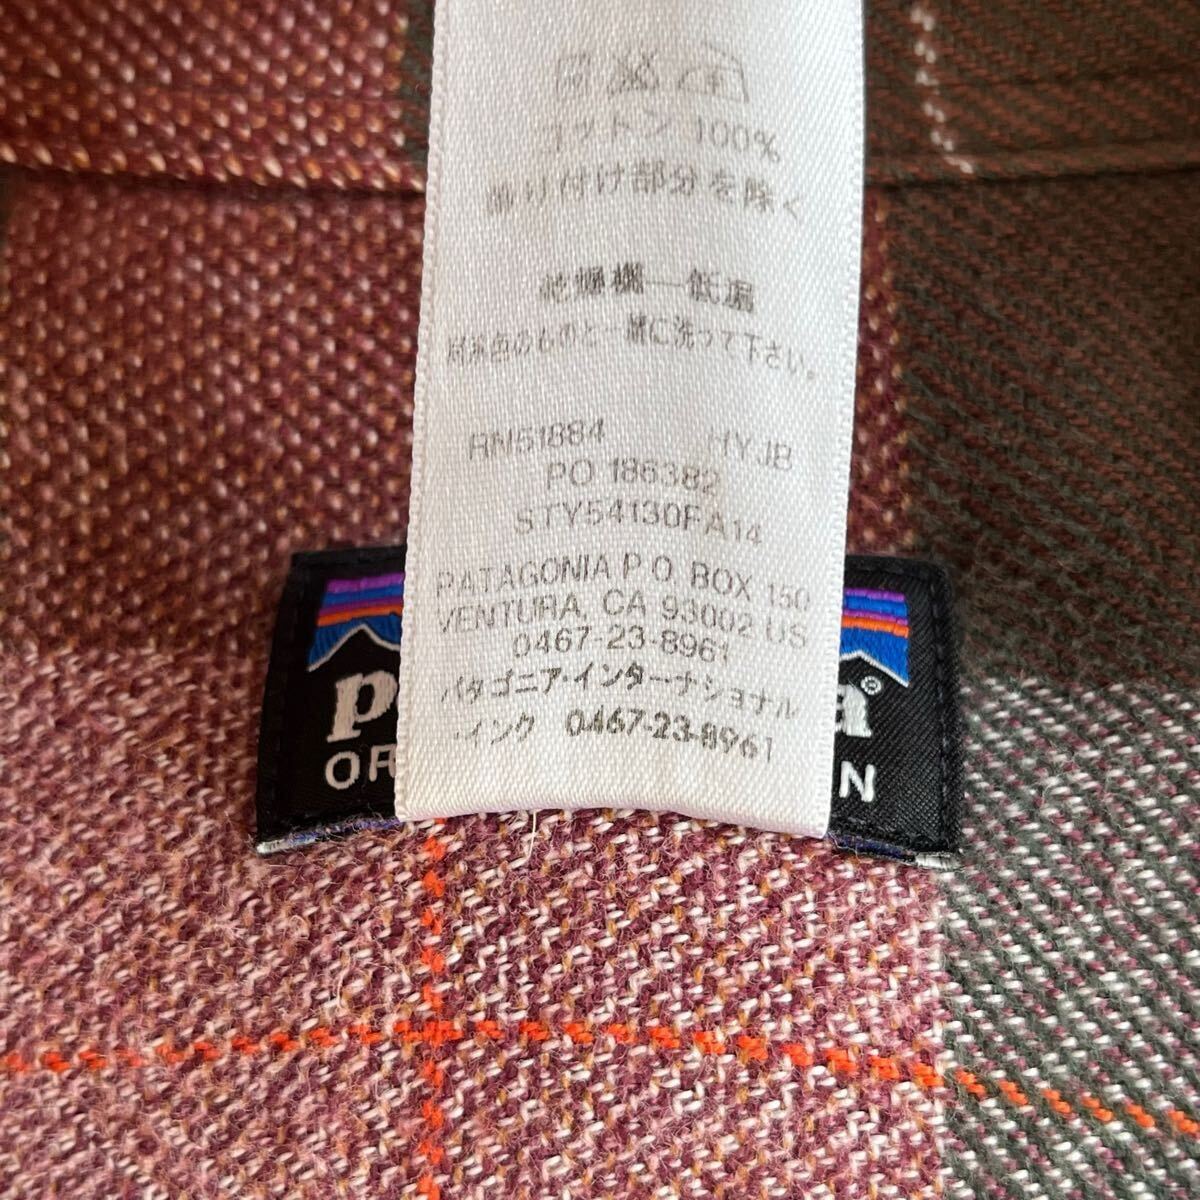 コットン 100%
飾り付け部分を除く
乾燥機―低温
同系色のものと一緒に洗って下さい。
RN51884 HYJB
PO 186382
STY54130FA14
PATAGONIA P.O. BOX 150
VENTURA, CA 93002 US
0467-23-8961
パタゴニア・インターナショナル
・インク 0467-23-8961